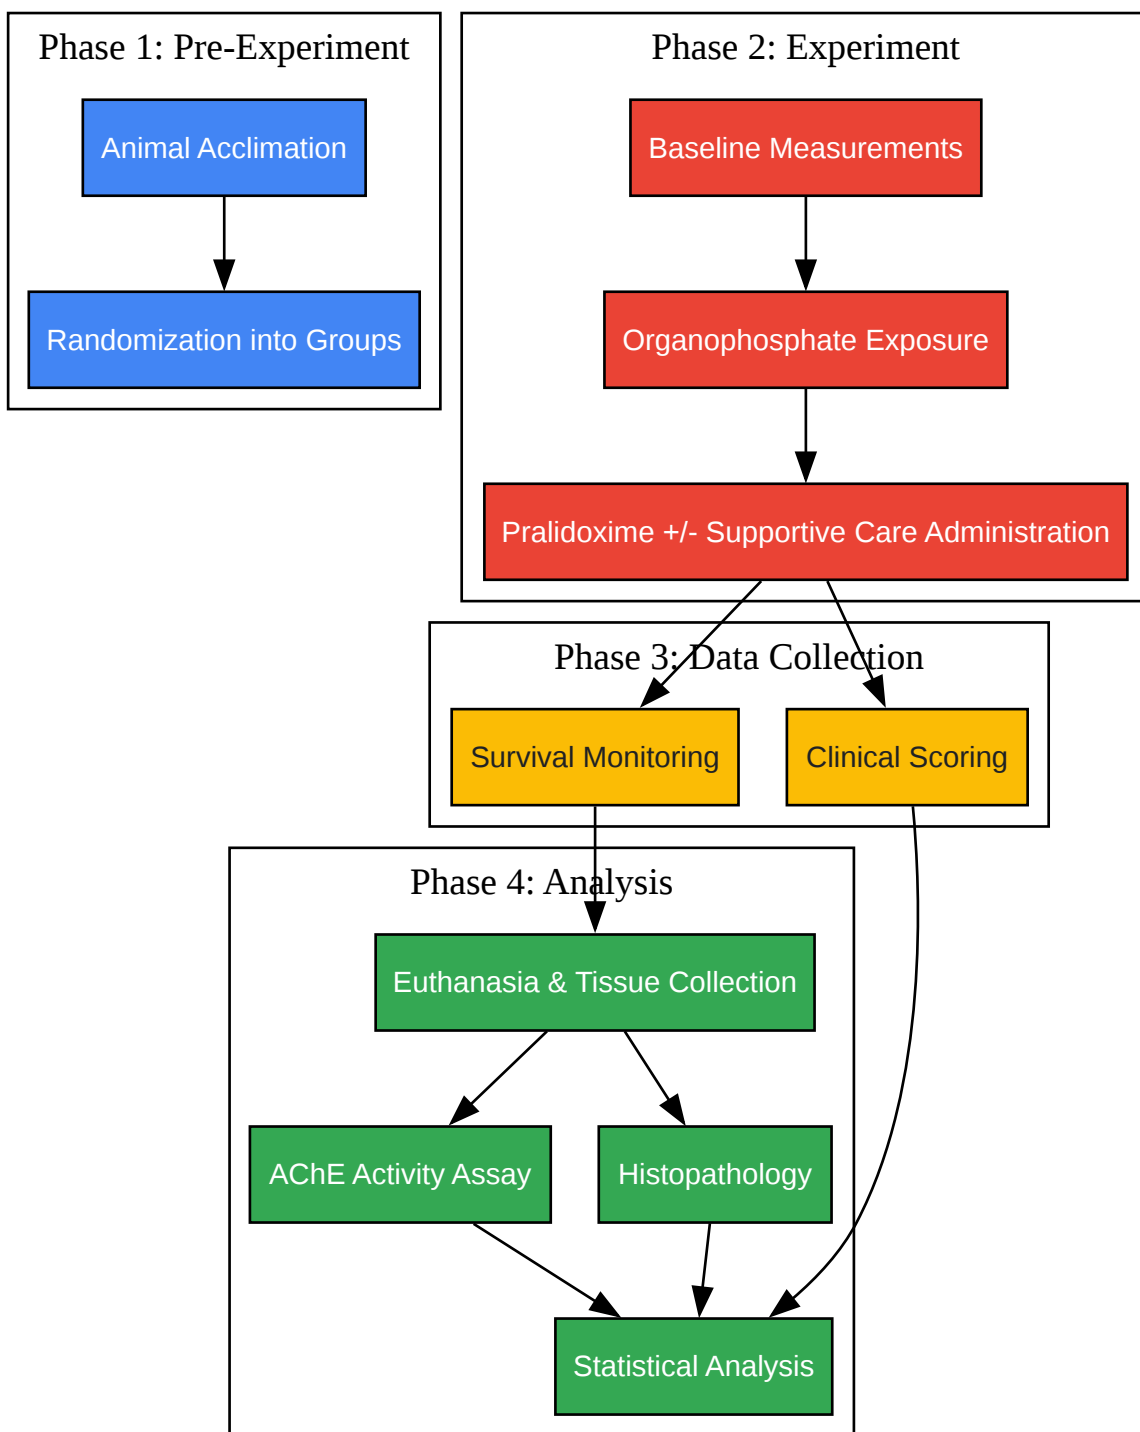 Phase 1: Pre-Experiment
Animal Acclimation
Randomization into Groups
Phase 2: Experiment
Baseline Measurements
Organophosphate Exposure
Pralidoxime +/- Supportive Care Administration
Phase 3: Data Collection
Survival Monitoring
Clinical Scoring
Phase 4: Analysis
Euthanasia & Tissue Collection
AChE Activity Assay
Histopathology
Statistical Analysis